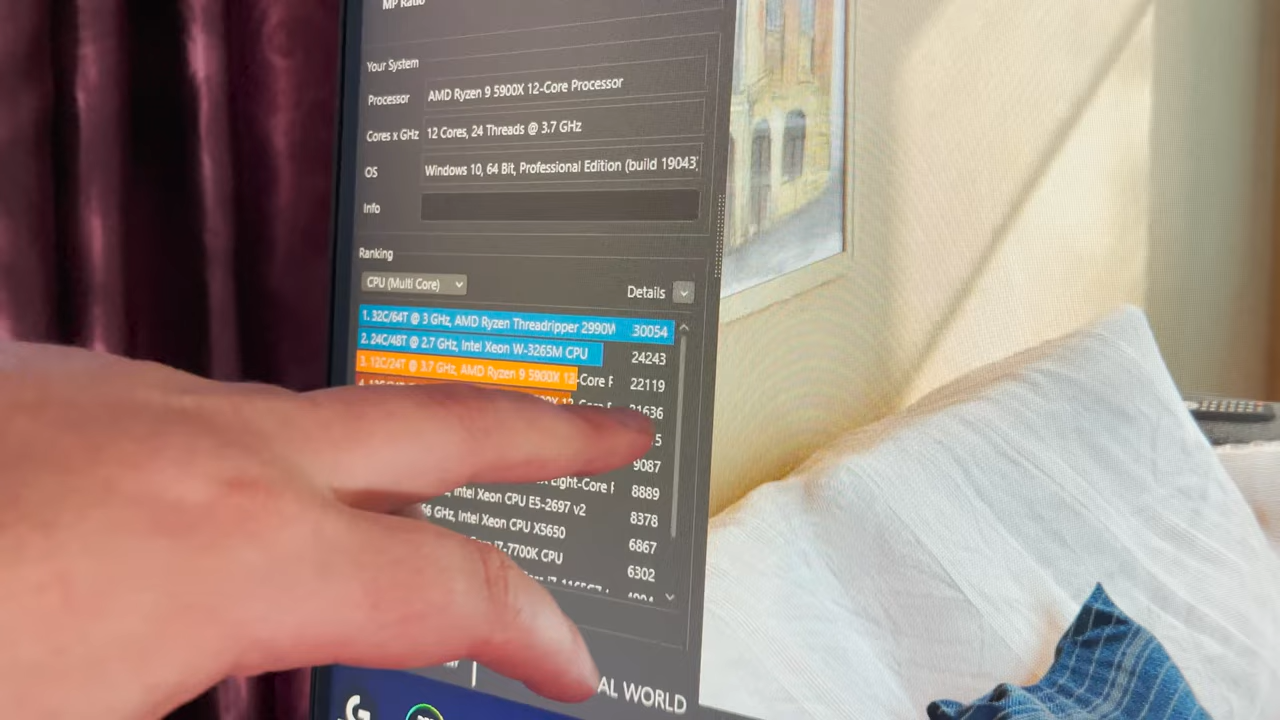 MP Ratio
Your System
Processor AMD Ryzen 9 5900X 12-Core Processor
Cores x GHz 12 Cores, 24 Threads @ 3.7 GHz
OS Windows 10, 64 Bit, Professional Edition (build 19043)
Info
Ranking
CPU (Multi Core)
Details
1. 32C/64T @ 3 GHz, AMD Ryzen Threadripper 2990W 30054
2. 24C/48T @ 2.7 GHz, Intel Xeon W-3265M CPU 24243
3. 12C/24T @ 3.7 GHz, AMD Ryzen 9 5900X 12-Core P 22119
21636
5
9087
Eight-Core P 8889
Intel Xeon CPU E5-2697 v2 8378
66 GHz, Intel Xeon CPU X5650 6867
i7-7700K CPU 6302
AL WORLD
G